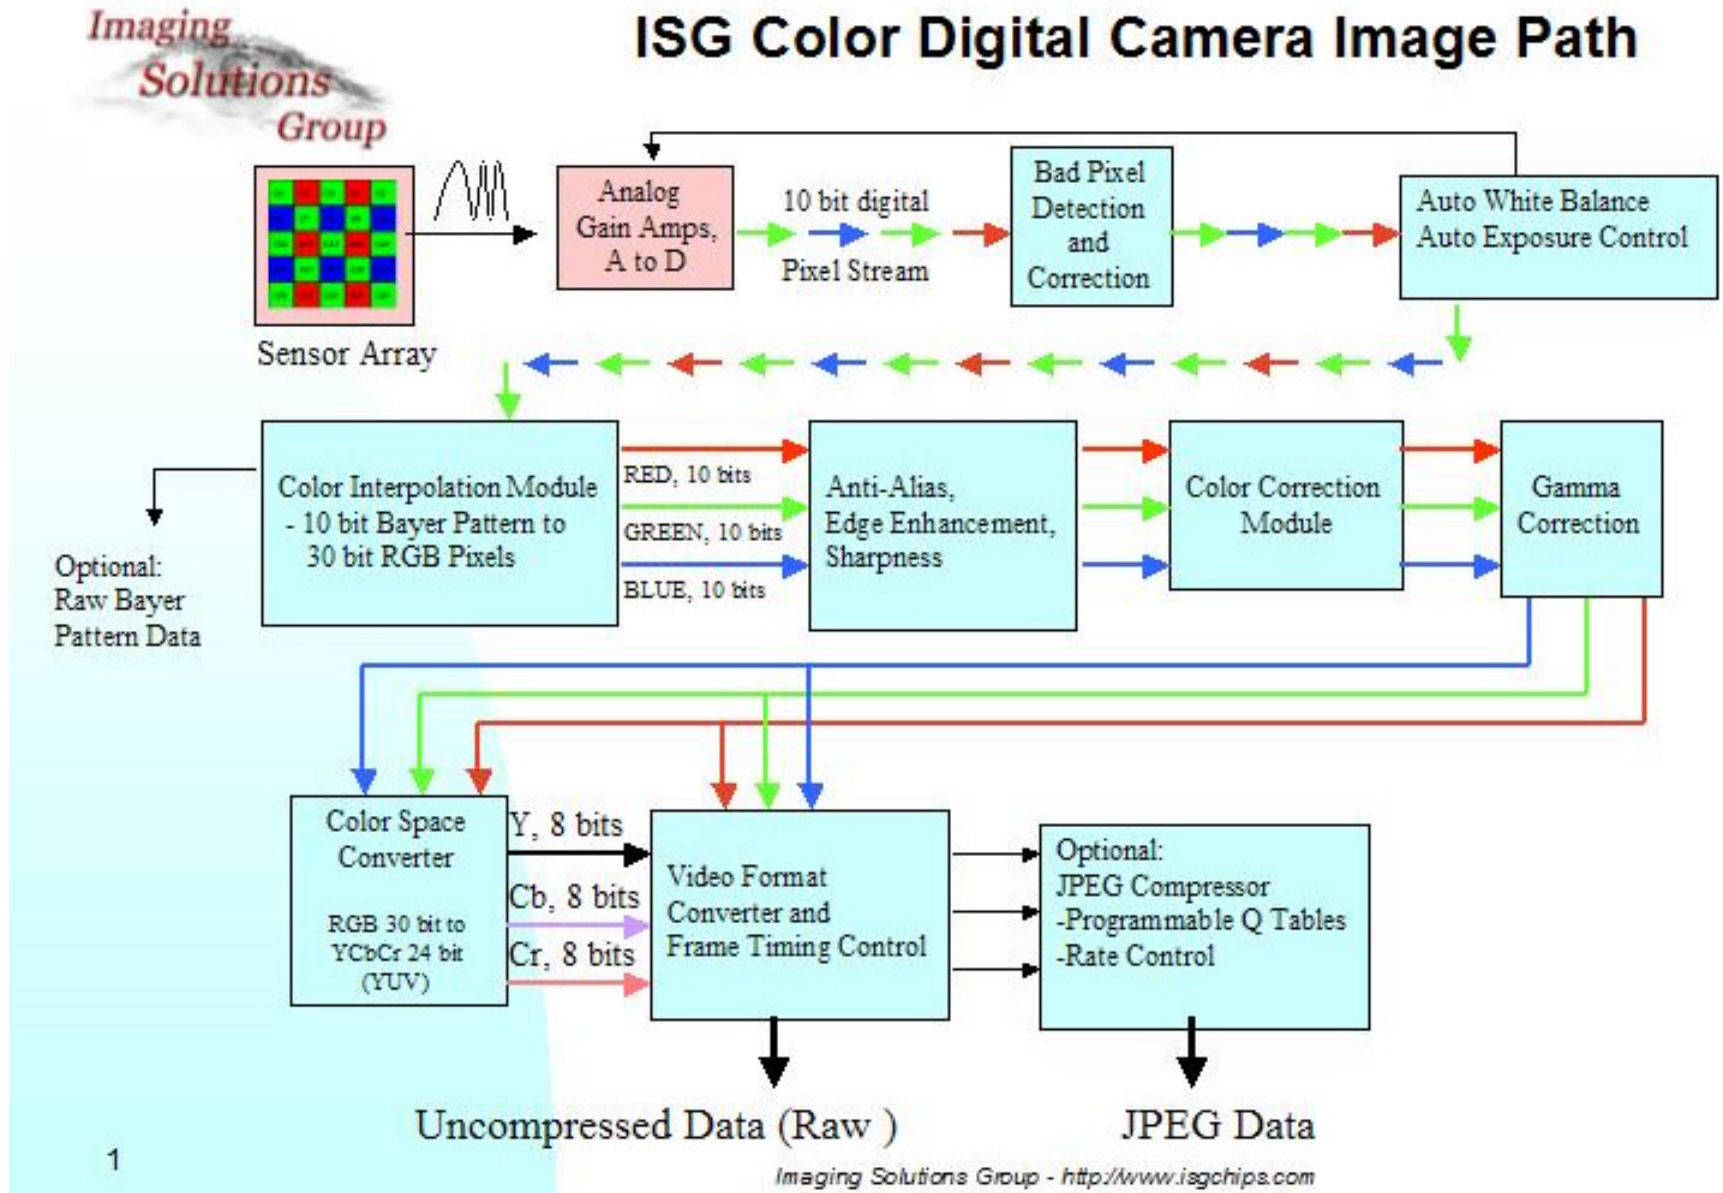 Imaging
Solutions
Group
ISG Color Digital Camera Image Path
Sensor Array
Analog
Gain Amps,
A to D
10 bit digital
Pixel Stream
Bad Pixel
Detection
and
Correction
Auto White Balance
Auto Exposure Control
Color Interpolation Module
- 10 bit Bayer Pattern to
30 bit RGB Pixels
RED, 10 bits
GREEN, 10 bits
BLUE, 10 bits
Anti-Alias,
Edge Enhancement,
Sharpness
Color Correction
Module
Gamma
Correction
Optional:
Raw Bayer
Pattern Data
Color Space
Converter
RGB 30 bit to
YCbCr 24 bit
(YUV)
Y, 8 bits
Cb, 8 bits
Cr, 8 bits
Video Format
Converter and
Frame Timing Control
Optional:
JPEG Compressor
-Programmable Q Tables
-Rate Control
Uncompressed Data (Raw )
JPEG Data
1
Imaging Solutions Group - http://www.isgchips.com